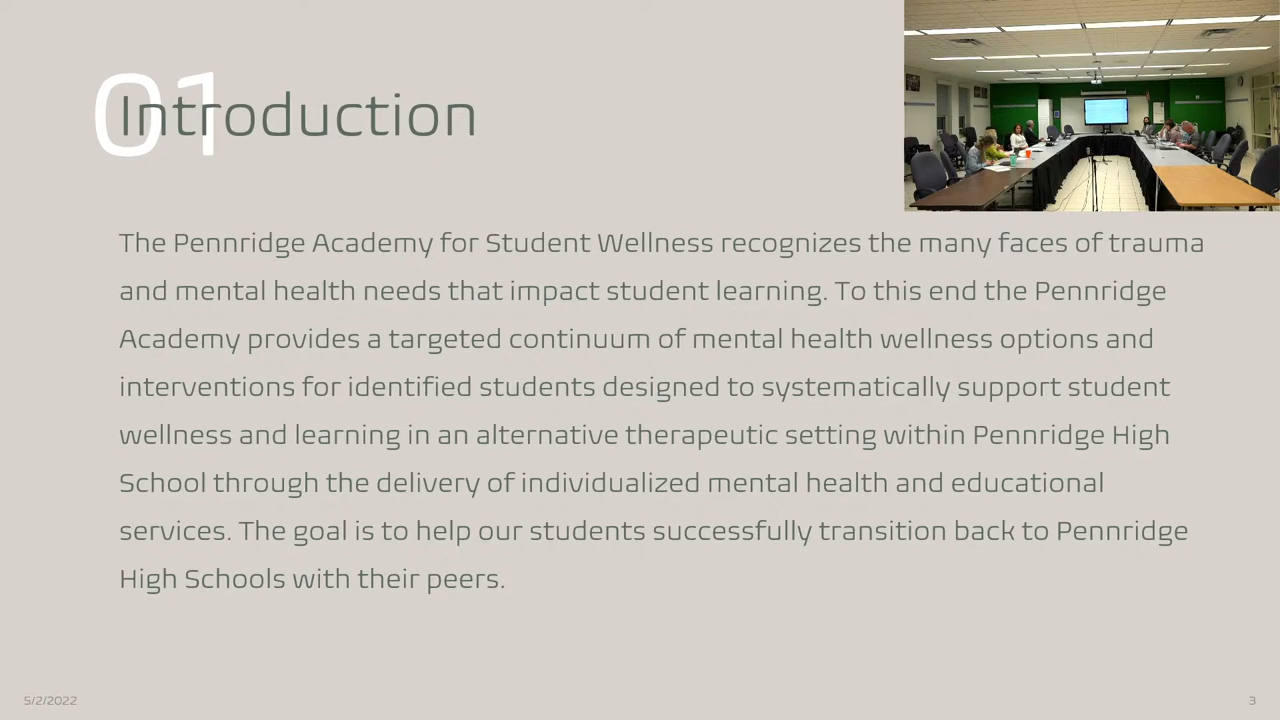 01
Introduction
The Pennridge Academy for Student Wellness recognizes the many faces of trauma
and mental health needs that impact student learning. To this end the Pennridge
Academy provides a targeted continuum of mental health wellness options and
interventions for identified students designed to systematically support student
wellness and learning in an alternative therapeutic setting within Pennridge High
School through the delivery of individualized mental health and educational
services. The goal is to help our students successfully transition back to Pennridge
High Schools with their peers.
5/2/2022
3